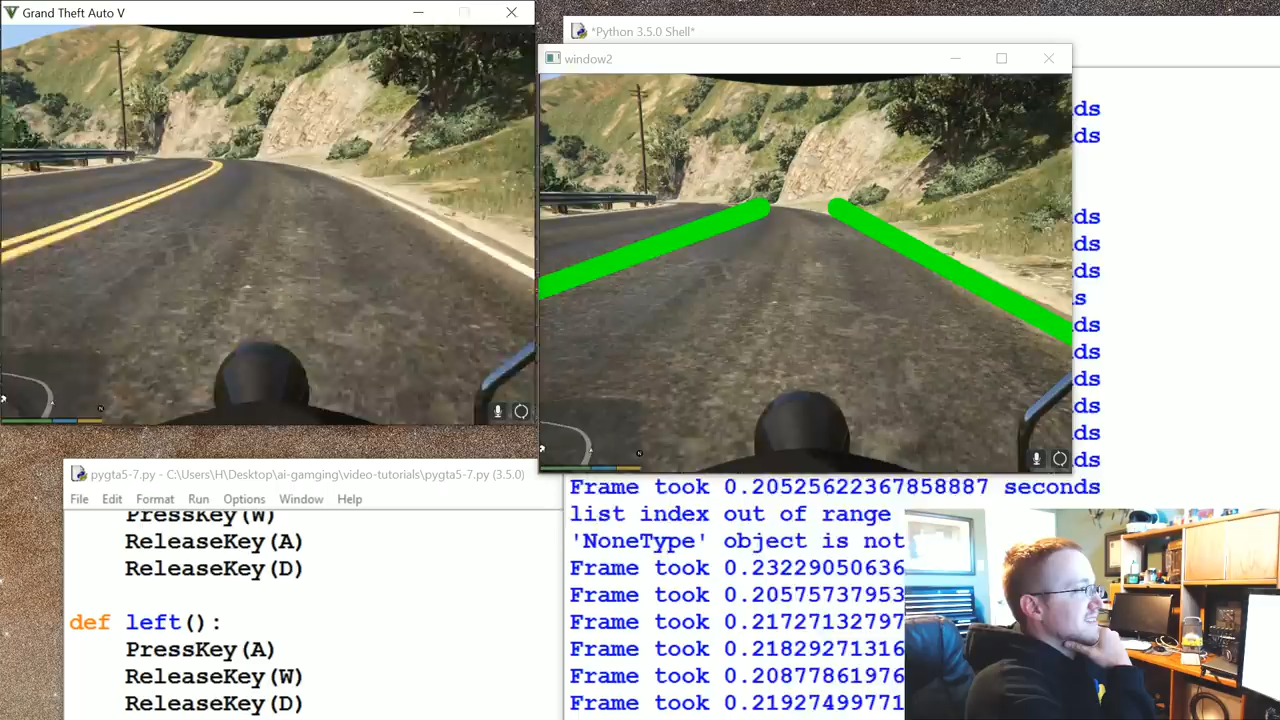 Grand Theft Auto V
*Python 3.5.0 Shell*
window2
ds
ds
ds
ds
ds
s
ds
ds
ds
ds
ds
ds
Frame took 0.20525622367858887 seconds
list index out of range
'NoneType' object is not
Frame took 0.23229050636
Frame took 0.20575737953
Frame took 0.21727132797
Frame took 0.21829271316
Frame took 0.20877861976
Frame took 0.21927499771
pygta5-7.py - C:\Users\H\Desktop\ai-gamging\video-tutorials\pygta5-7.py (3.5.0)
File Edit Format Run Options Window Help
PressKey(W)
ReleaseKey(A)
ReleaseKey(D)
def left():
PressKey(A)
ReleaseKey(W)
ReleaseKey(D)